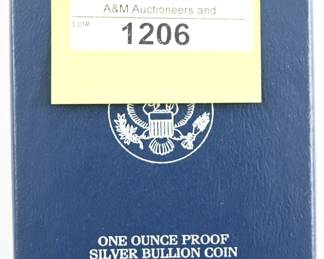 A&M Auctioneers and
Lot#
1206
ONE OUNCE PROOF
SILVER BULLION COIN